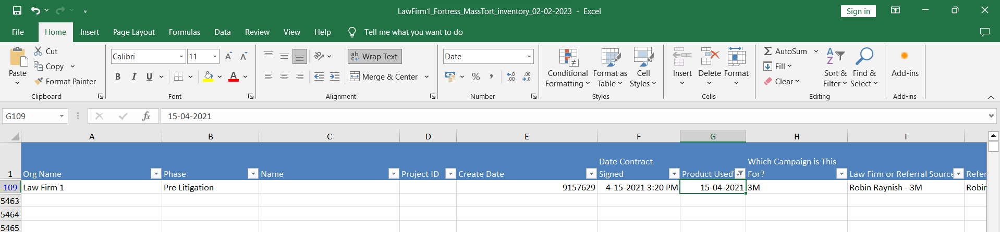 LawFirm1_Fortress_MassTort_inventory_02-02-2023 - Excel
Sign in
File Home Insert Page Layout Formulas Data Review View Help Tell me what you want to do
Paste
Cut
Copy
Format Painter
Clipboard
Calibri 11
B I U A
Font
ab Wrap Text
Merge & Center
Alignment
Date
% , .00 .00
Number
Conditional Formatting
Format as Table
Cell Styles
Styles
Insert Delete Format
Cells
AutoSum
Fill
Clear
Sort & Filter
Find & Select
Editing
Add-ins
Add-ins
G109 fx 15-04-2021
A B C D E F G H I
1 Org Name Phase Name Project ID Create Date Date Contract Signed Product Used? Which Campaign is This For? Law Firm or Referral Source Refer
109 Law Firm 1 Pre Litigation 9157629 4-15-2021 3:20 PM 15-04-2021 3M Robin Raynish - 3M Robin
5463
5464
5465